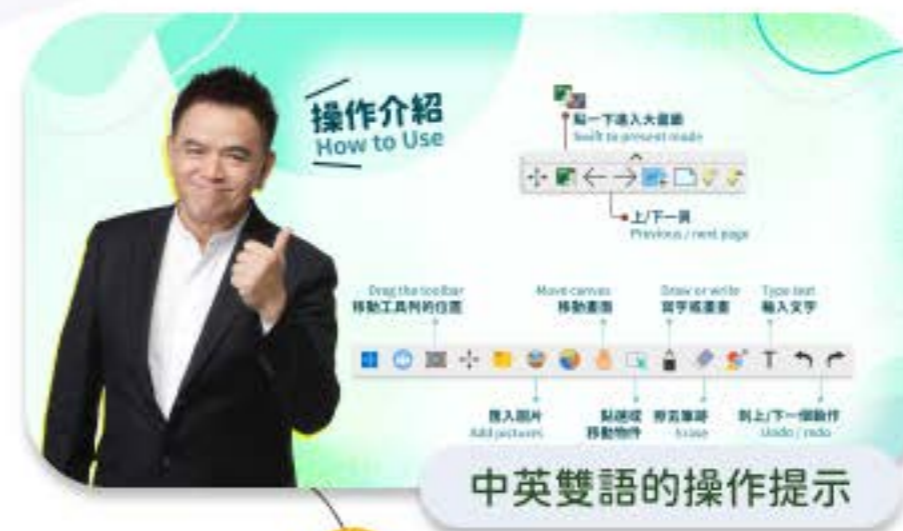 操作介紹
How to Use
點一下進入大畫面
Swift to present mode
上/下一頁
Previous / next page
Drag the toolbar
移動工具列的位置
Move canvas
移動畫面
Draw or write
寫字或畫畫
Type text
輸入文字
匯入圖片
Add pictures
點選或
移動物件
擦去筆跡
Erase
到上/下一個動作
Undo / redo
中英雙語的操作提示